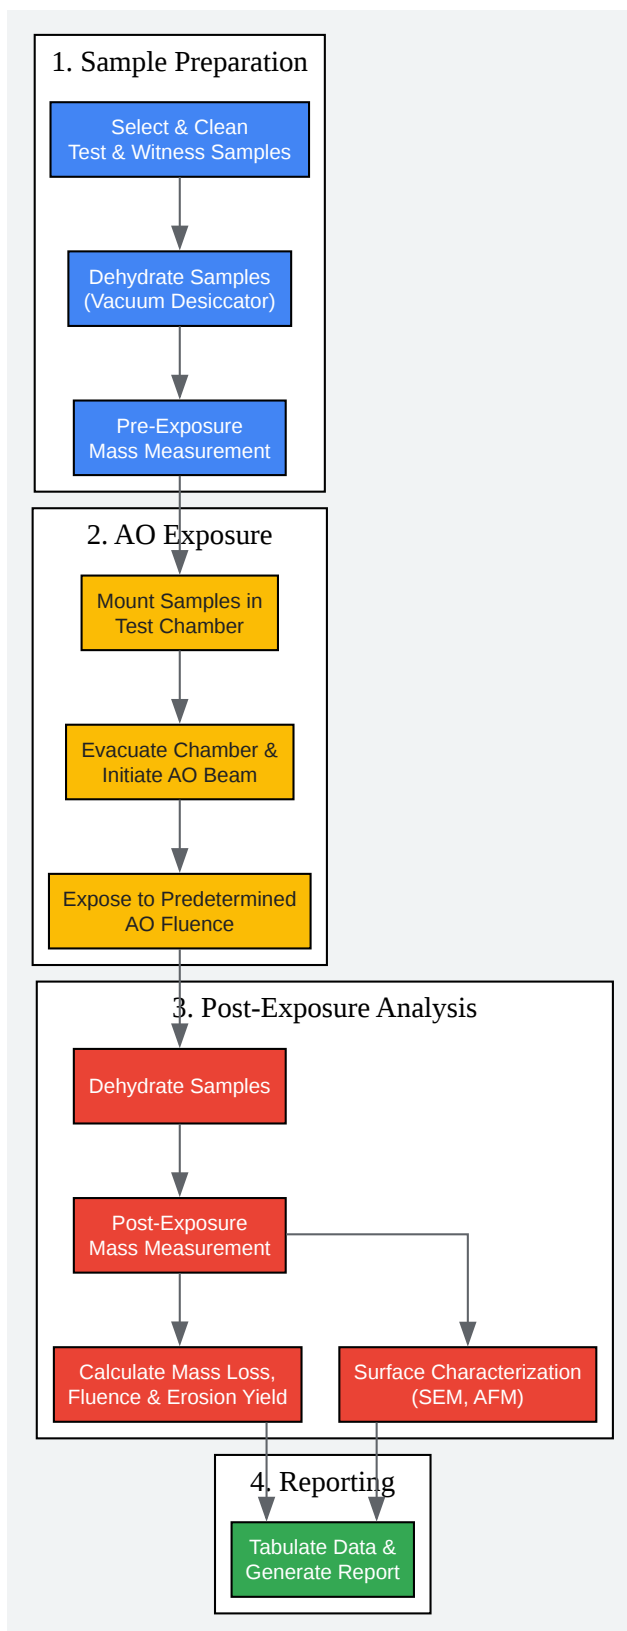 1. Sample Preparation
Select & Clean
Test & Witness Samples
Dehydrate Samples
(Vacuum Desiccator)
Pre-Exposure
Mass Measurement
2. AO Exposure
Mount Samples in
Test Chamber
Evacuate Chamber &
Initiate AO Beam
Expose to Predetermined
AO Fluence
3. Post-Exposure Analysis
Dehydrate Samples
Post-Exposure
Mass Measurement
Calculate Mass Loss,
Fluence & Erosion Yield
Surface Characterization
(SEM, AFM)
4. Reporting
Tabulate Data &
Generate Report